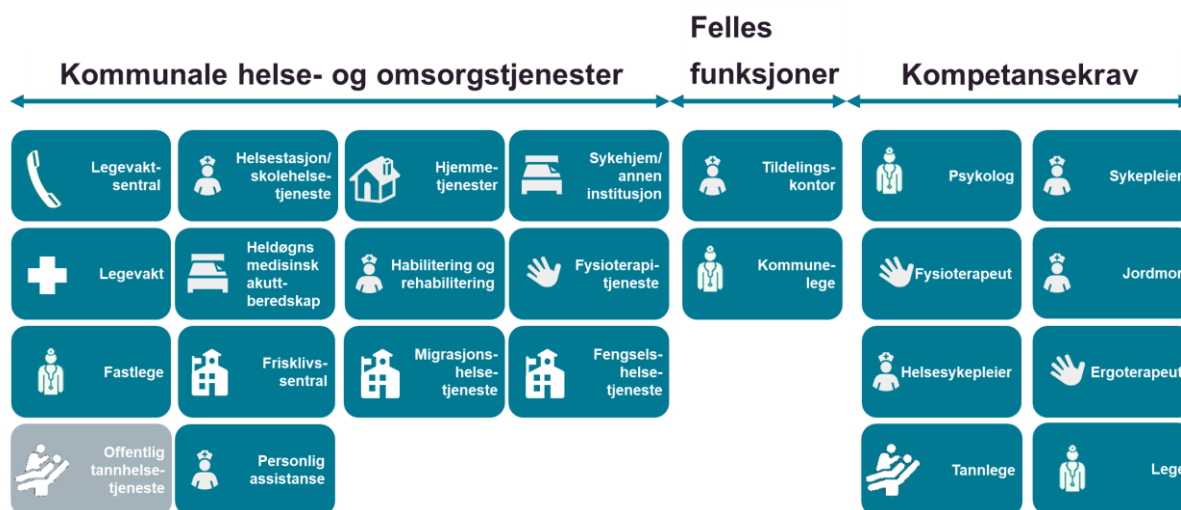 Kommunale helse- og omsorgstjenester
Felles
funksjoner
Kompetansekrav
Legevakt-
sentral
Helsestasjon/
skolehelse-
tjeneste
Hjemme-
tjenester
Sykehjem/
annen
institusjon
Tildelings-
kontor
Psykolog
Sykepleier
Legevakt
Heldøgns
medisinsk
akutt-
beredskap
Habilitering og
rehabilitering
Fysioterapi-
tjeneste
Kommune-
lege
Fysioterapeut
Jordmor
Fastlege
Frisklivs-
sentral
Migrasjons-
helse-
tjeneste
Fengsels-
helse-
tjeneste
Helsesykepleier
Ergoterapeut
Offentlig
tannhelse-
tjeneste
Personlig
assistanse
Tannlege
Lege